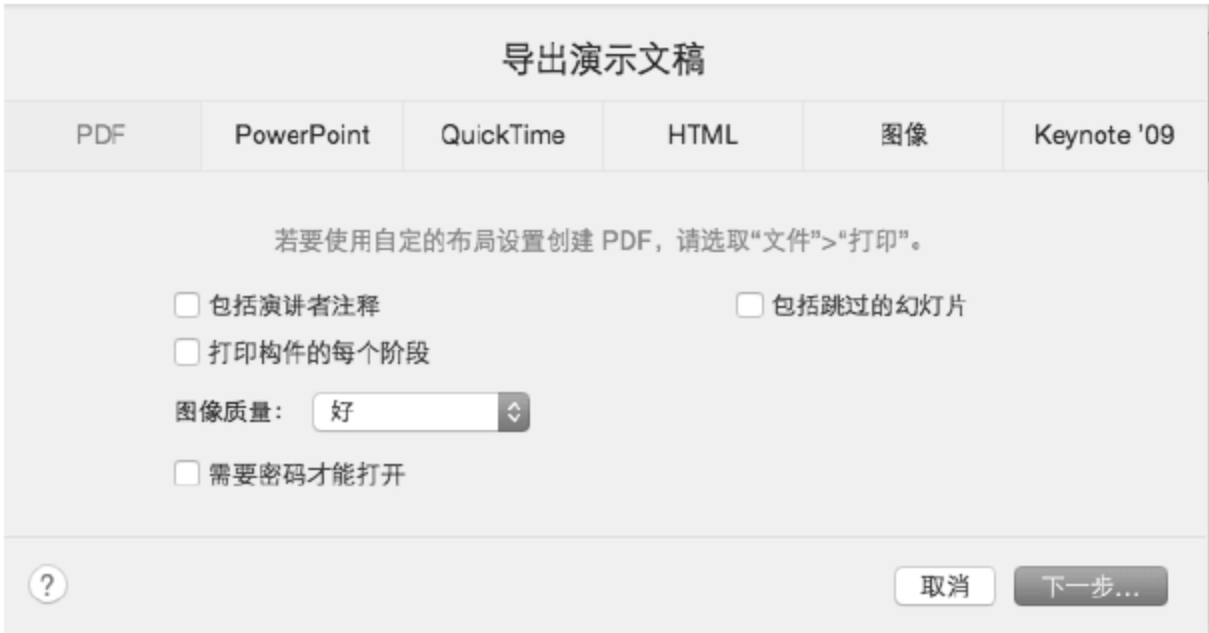 导出演示文稿
PDF PowerPoint QuickTime HTML 图像 Keynote '09
若要使用自定的布局设置创建 PDF，请选取“文件”>“打印”。
包括演讲者注释 包括跳过的幻灯片
打印构件的每个阶段
图像质量： 好
需要密码才能打开
? 取消 下一步...